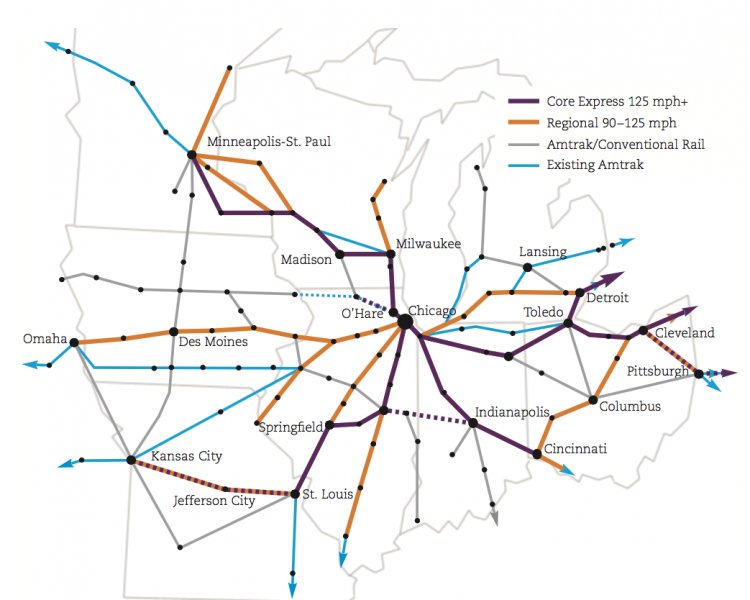 Core Express 125 mph+
Regional 90–125 mph
Amtrak/Conventional Rail
Existing Amtrak
Minneapolis-St. Paul
Milwaukee
Madison
Lansing
O'Hare
Chicago
Detroit
Toledo
Omaha
Des Moines
Cleveland
Pittsburgh
Columbus
Springfield
Indianapolis
Kansas City
Cincinnati
Jefferson City
St. Louis